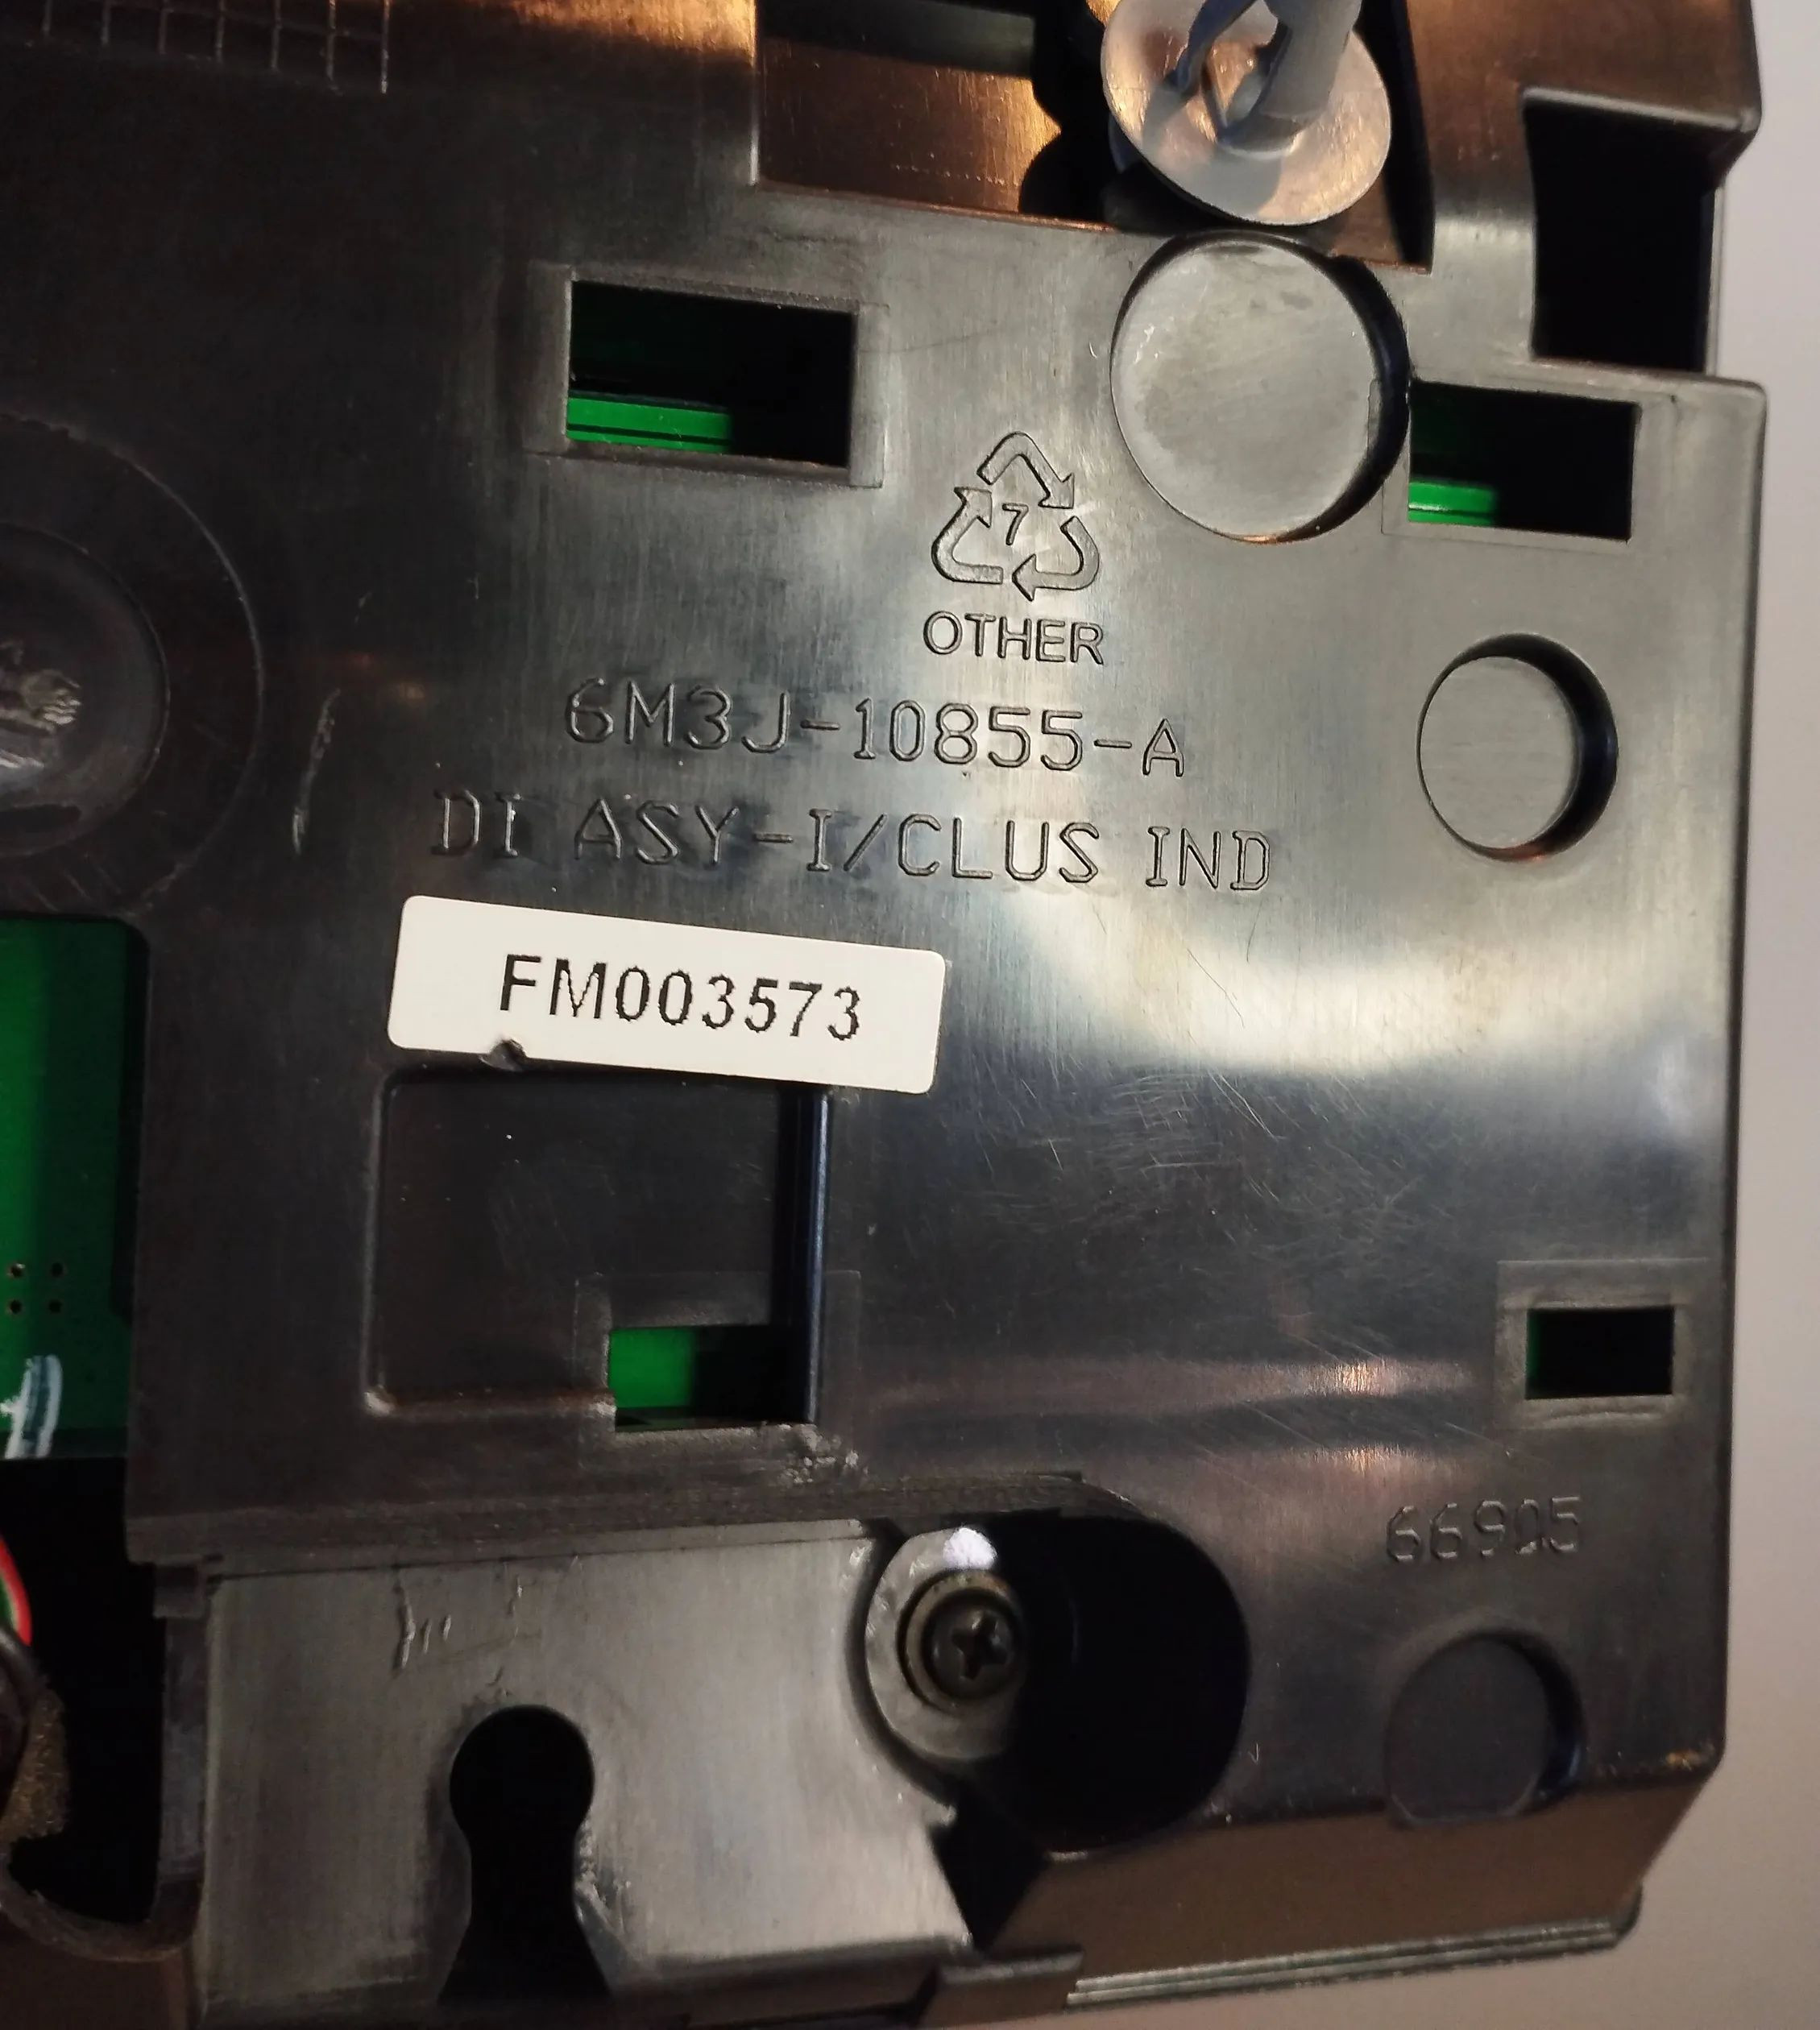 7
OTHER
6M3J-10855-A
DI ASY-I/CLUS IND
FM003573
66905